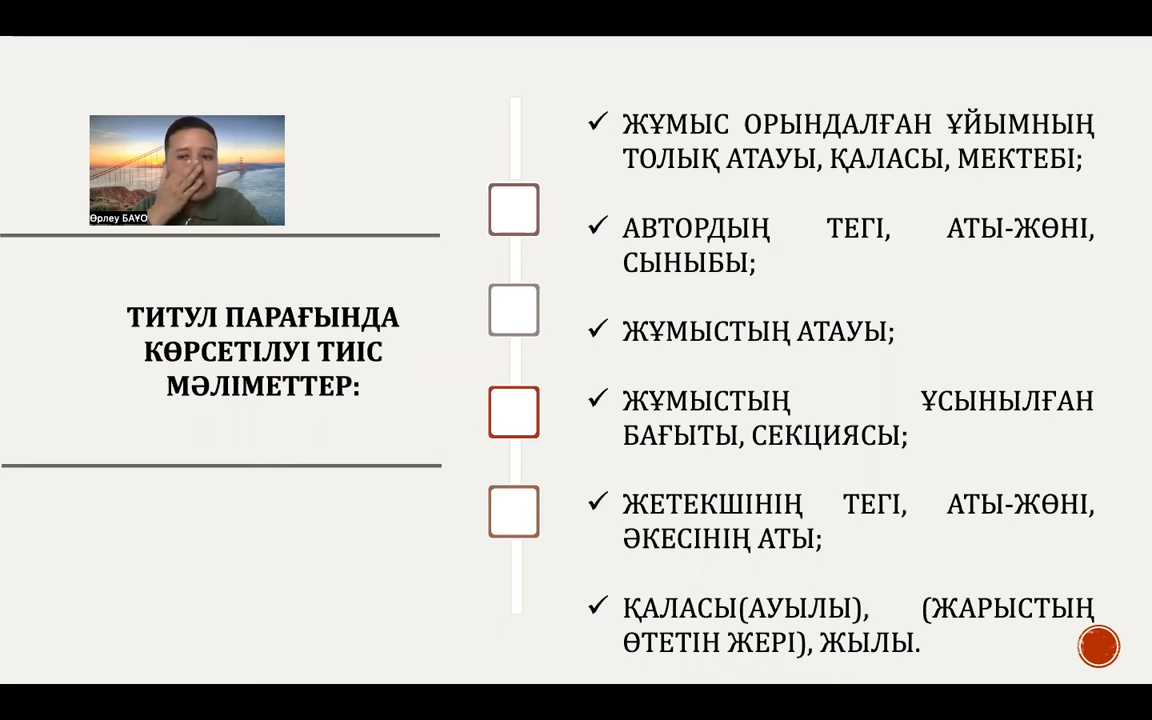 Өрлеу БАҰО
ТИТУЛ ПАРАҒЫНДА
КӨРСЕТІЛУІ ТИІС
МӘЛІМЕТТЕР:
✓ ЖҰМЫС ОРЫНДАЛҒАН ҰЙЫМНЫҢ
ТОЛЫҚ АТАУЫ, ҚАЛАСЫ, МЕКТЕБІ;
✓ АВТОРДЫҢ ТЕГІ, АТЫ-ЖӨНІ,
СЫНЫБЫ;
✓ ЖҰМЫСТЫҢ АТАУЫ;
✓ ЖҰМЫСТЫҢ ҰСЫНЫЛҒАН
БАҒЫТЫ, СЕКЦИЯСЫ;
✓ ЖЕТЕКШІНІҢ ТЕГІ, АТЫ-ЖӨНІ,
ӘКЕСІНІҢ АТЫ;
✓ ҚАЛАСЫ(АУЫЛЫ), (ЖАРЫСТЫҢ
ӨТЕТІН ЖЕРІ), ЖЫЛЫ.